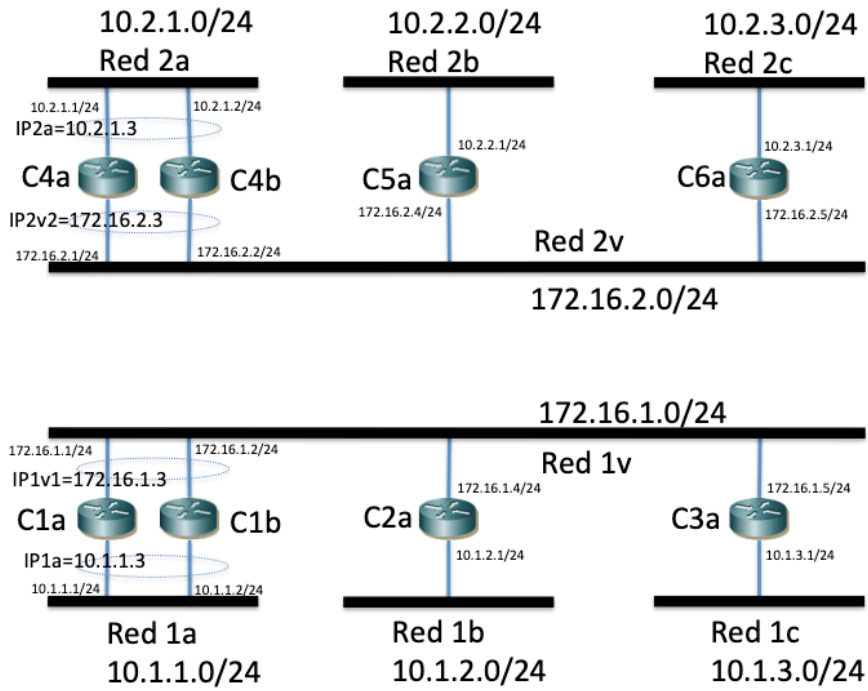 10.2.1.0/24
10.2.2.0/24
10.2.3.0/24
Red 2a
Red 2b
Red 2c
10.2.1.1/24
10.2.1.2/24
IP2a=10.2.1.3
10.2.2.1/24
10.2.3.1/24
C4a
C4b
C5a
C6a
IP2v2=172.16.2.3
172.16.2.4/24
172.16.2.5/24
172.16.2.1/24
172.16.2.2/24
Red 2v
172.16.2.0/24
172.16.1.0/24
172.16.1.1/24
172.16.1.2/24
Red 1v
IP1v1=172.16.1.3
172.16.1.4/24
172.16.1.5/24
C1a
C1b
C2a
C3a
IP1a=10.1.1.3
10.1.2.1/24
10.1.3.1/24
10.1.1.1/24
10.1.1.2/24
Red 1a
Red 1b
Red 1c
10.1.1.0/24
10.1.2.0/24
10.1.3.0/24